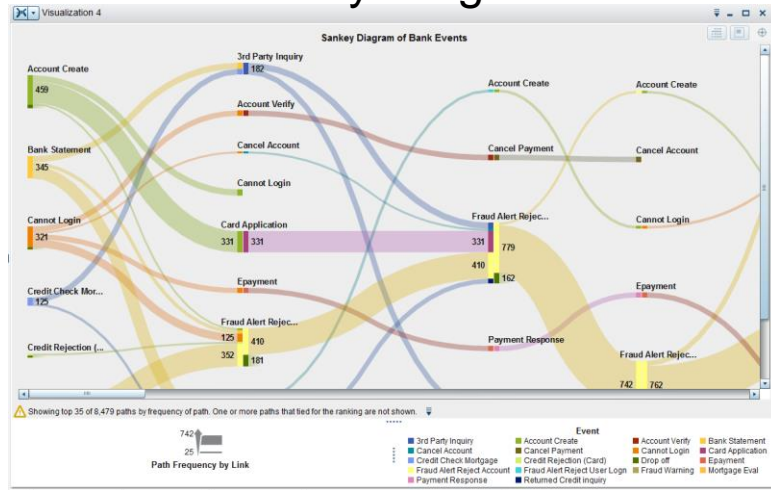 Visualization 4
Sankey Diagram of Bank Events
Account Create
459
Bank Statement
345
Cannot Login
321
Credit Check Mor...
125
Credit Rejection (...
3rd Party Inquiry
162
Account Verify
Cancel Account
Cannot Login
Card Application
331 331
Epayment
Fraud Alert Rejec...
125 410
352 181
Account Create
Cancel Payment
Fraud Alert Rejec...
331 779
410
162
Payment Response
Account Create
Cancel Account
Cannot Login
Epayment
Fraud Alert Rejec...
742 762
Showing top 35 of 8,479 paths by frequency of path. One or more paths that tied for the ranking are not shown.
742
25
Path Frequency by Link
Event
3rd Party Inquiry Account Create Account Verify Bank Statement
Cancel Account Cancel Payment Cannot Login Card Application
Credit Check Mortgage Credit Rejection (Card) Drop off Epayment
Fraud Alert Reject Account Fraud Alert Reject User Logn Fraud Warning Mortgage Eval
Payment Response Returned Credit inquiry